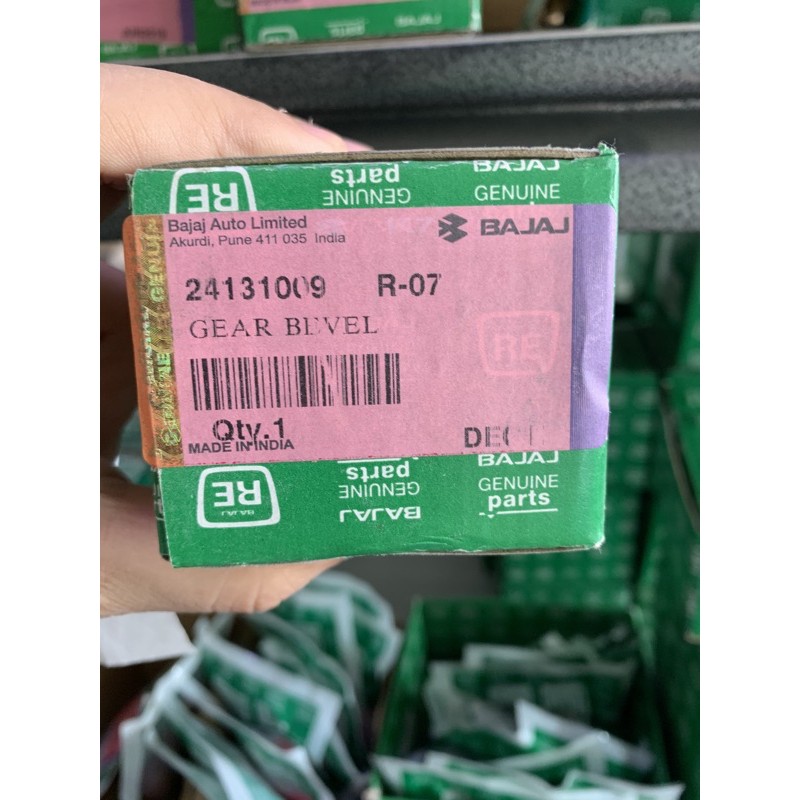 RE
parts
GENUINE
BAJAJ
GENUINE
Bajaj Auto Limited
Akurdi, Pune 411 035 India
BAJAJ
GENUINE
24131009 R-07
GEAR BEVEL
RE
Qty.1
MADE IN INDIA
RE
BAJAJ
parts
GENUINE
BAJAJ
BAJAJ
GENUINE
parts